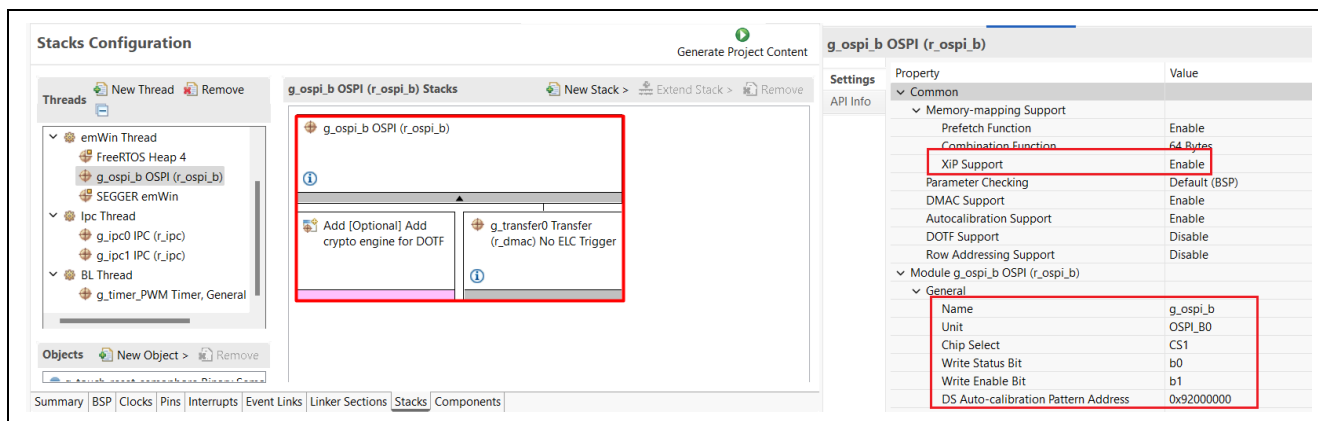 Stacks Configuration
Generate Project Content
Threads
New Thread
Remove
emWin Thread
FreeRTOS Heap 4
g_ospi_b OSPI (r_ospi_b)
SEGGER emWin
Ipc Thread
g_ipc0 IPC (r_ipc)
g_ipc1 IPC (r_ipc)
BL Thread
g_timer_PWM Timer, General
Objects
New Object >
Remove
g_ospi_b OSPI (r_ospi_b) Stacks
New Stack >
Extend Stack >
Remove
g_ospi_b OSPI (r_ospi_b)
Add [Optional] Add
crypto engine for DOTF
g_transfer0 Transfer
(r_dmac) No ELC Trigger
Summary BSP Clocks Pins Interrupts Event Links Linker Sections Stacks Components
g_ospi_b OSPI (r_ospi_b)
Settings
API Info
Property Value
Common
Memory-mapping Support
Prefetch Function Enable
Combination Function 64 Bytes
XiP Support Enable
Parameter Checking Default (BSP)
DMAC Support Enable
Autocalibration Support Enable
DOTF Support Disable
Row Addressing Support Disable
Module g_ospi_b OSPI (r_ospi_b)
General
Name g_ospi_b
Unit OSPI_B0
Chip Select CS1
Write Status Bit b0
Write Enable Bit b1
DS Auto-calibration Pattern Address 0x92000000